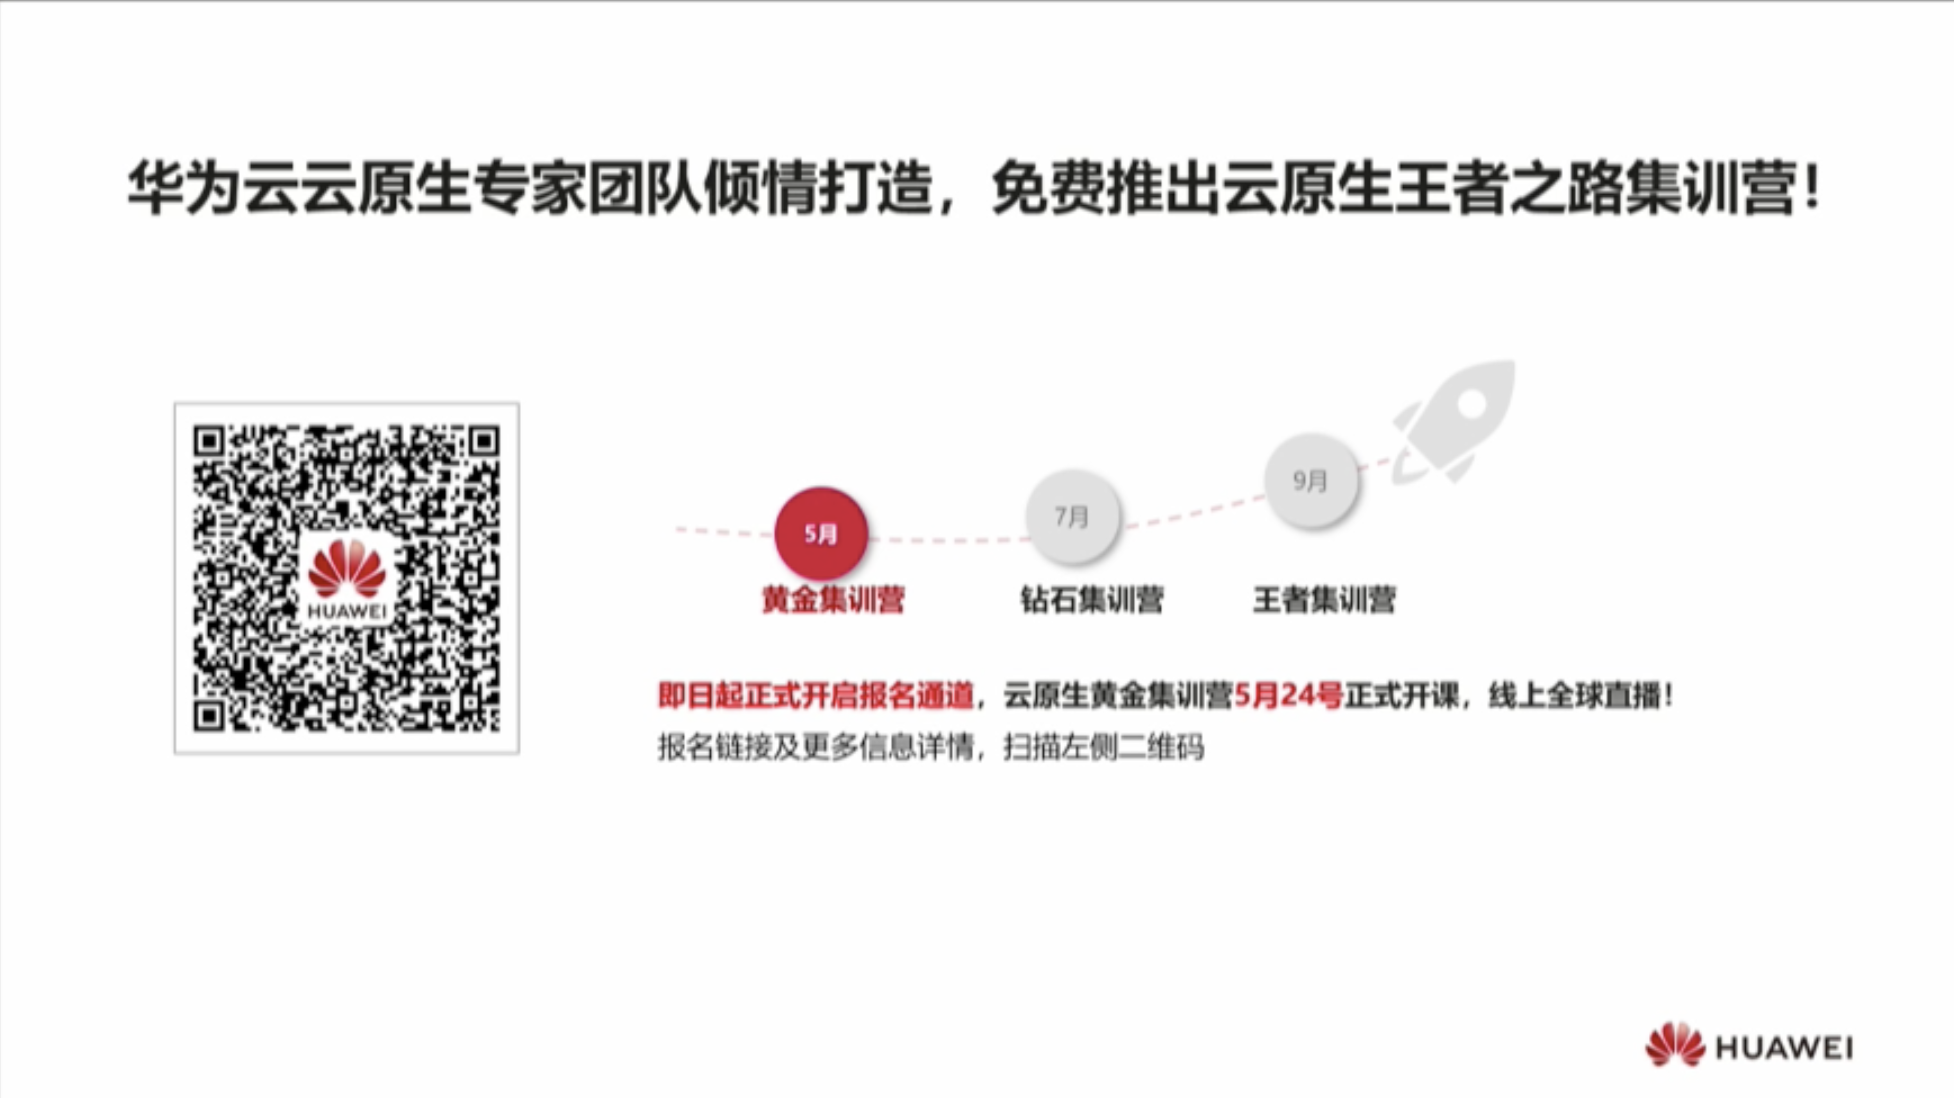 华为云云原生专家团队倾情打造，免费推出云原生王者之路集训营！
HUAWEI
5月
7月
9月
黄金集训营
钻石集训营
王者集训营
即日起正式开启报名通道，云原生黄金集训营5月24号正式开课，线上全球直播！
报名链接及更多信息详情，扫描左侧二维码
HUAWEI